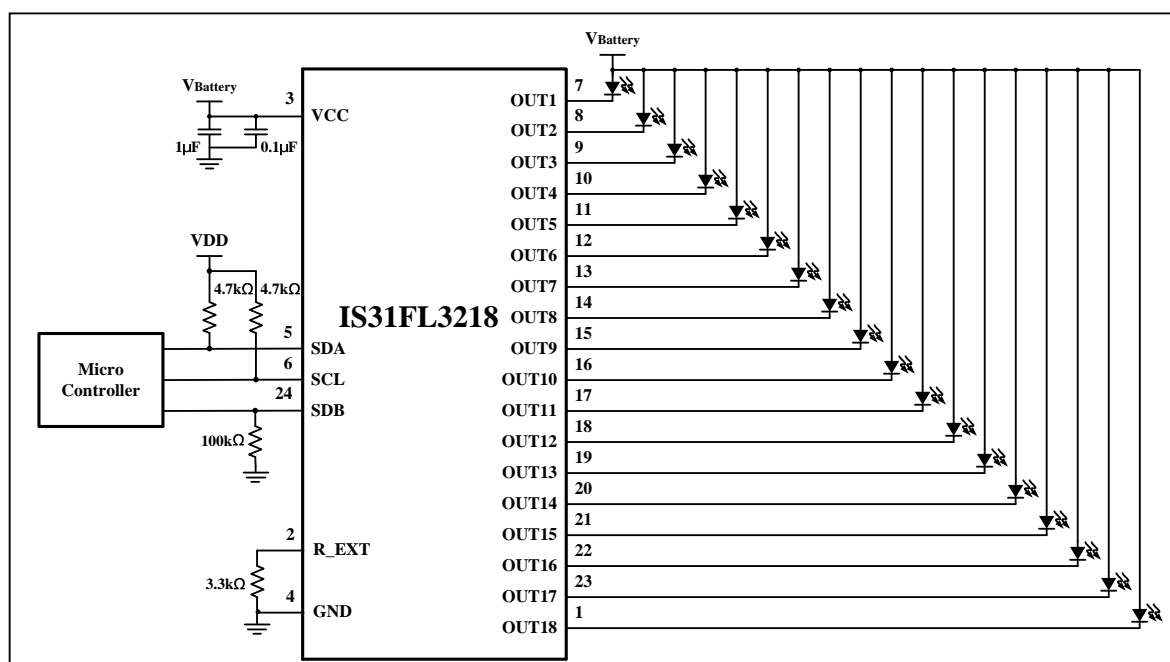 VBattery
VBattery
3
VCC
1µF
0.1µF
VDD
4.7kΩ 4.7kΩ
IS31FL3218
Micro
Controller
5
SDA
6
SCL
24
SDB
100kΩ
2
R_EXT
3.3kΩ
4
GND
7
OUT1
8
OUT2
9
OUT3
10
OUT4
11
OUT5
12
OUT6
13
OUT7
14
OUT8
15
OUT9
16
OUT10
17
OUT11
18
OUT12
19
OUT13
20
OUT14
21
OUT15
22
OUT16
23
OUT17
1
OUT18